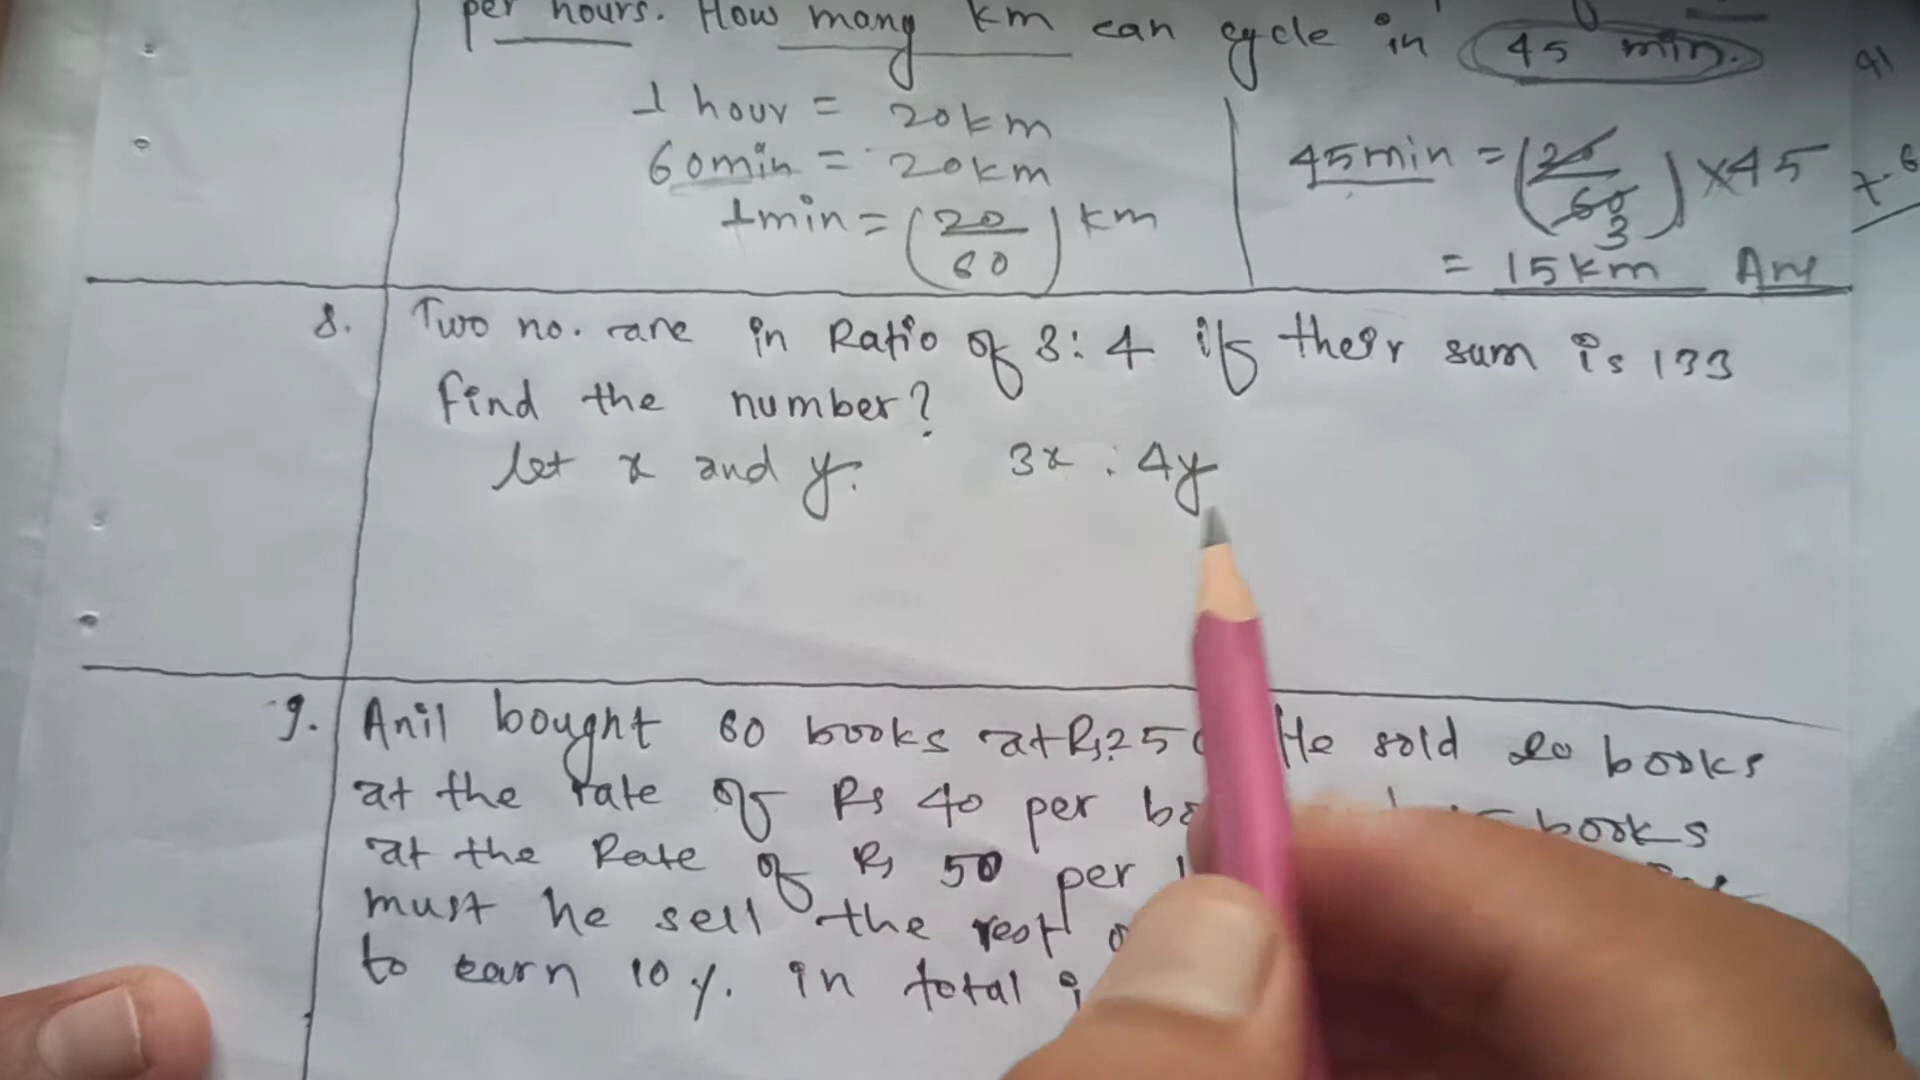 per hours. How many km can cycle in 45 min.
1 hour = 20km
60min = 20km
1min = (20/60) km
45min = (20/60) ×45
3
= 15km Ans
8. Two no. are in Ratio of 3:4 if their sum is 133
find the number?
let x and y. 3x : 4y
9. Anil bought 60 books at Rs 250 He sold 20 books
at the rate of Rs 40 per books
at the Rate of Rs 50 per
must he sell the rest
to earn 10%. in total